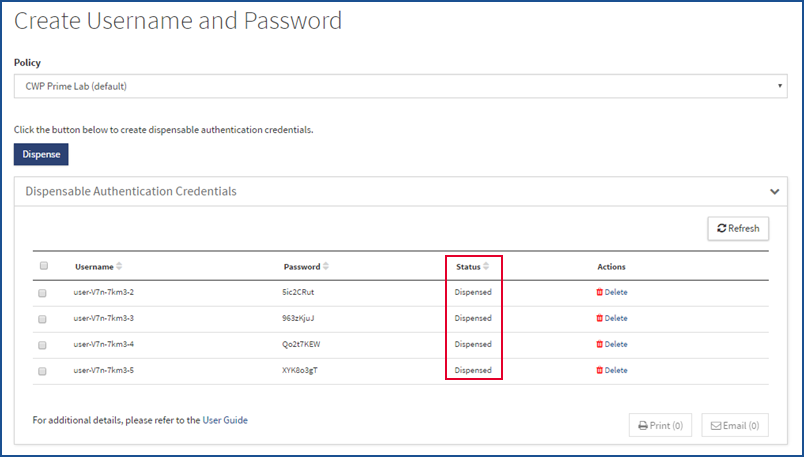 Create Username and Password
Policy
CWP Prime Lab (default)
Click the button below to create dispensable authentication credentials.
Dispense
Dispensable Authentication Credentials
Refresh
Username Password Status Actions
user-V7n-7km3-2 5ic2CRut Dispensed Delete
user-V7n-7km3-3 963zKjuJ Dispensed Delete
user-V7n-7km3-4 Qo2t7KEW Dispensed Delete
user-V7n-7km3-5 XYK8o3gT Dispensed Delete
For additional details, please refer to the User Guide
Print (0) Email (0)